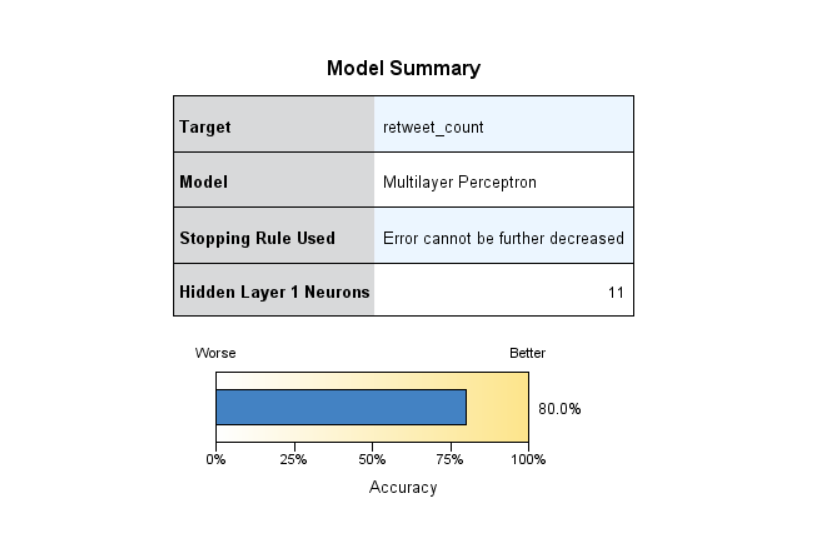 Model Summary
Target retweet_count
Model Multilayer Perceptron
Stopping Rule Used Error cannot be further decreased
Hidden Layer 1 Neurons 11
Worse Better
80.0%
0% 25% 50% 75% 100%
Accuracy